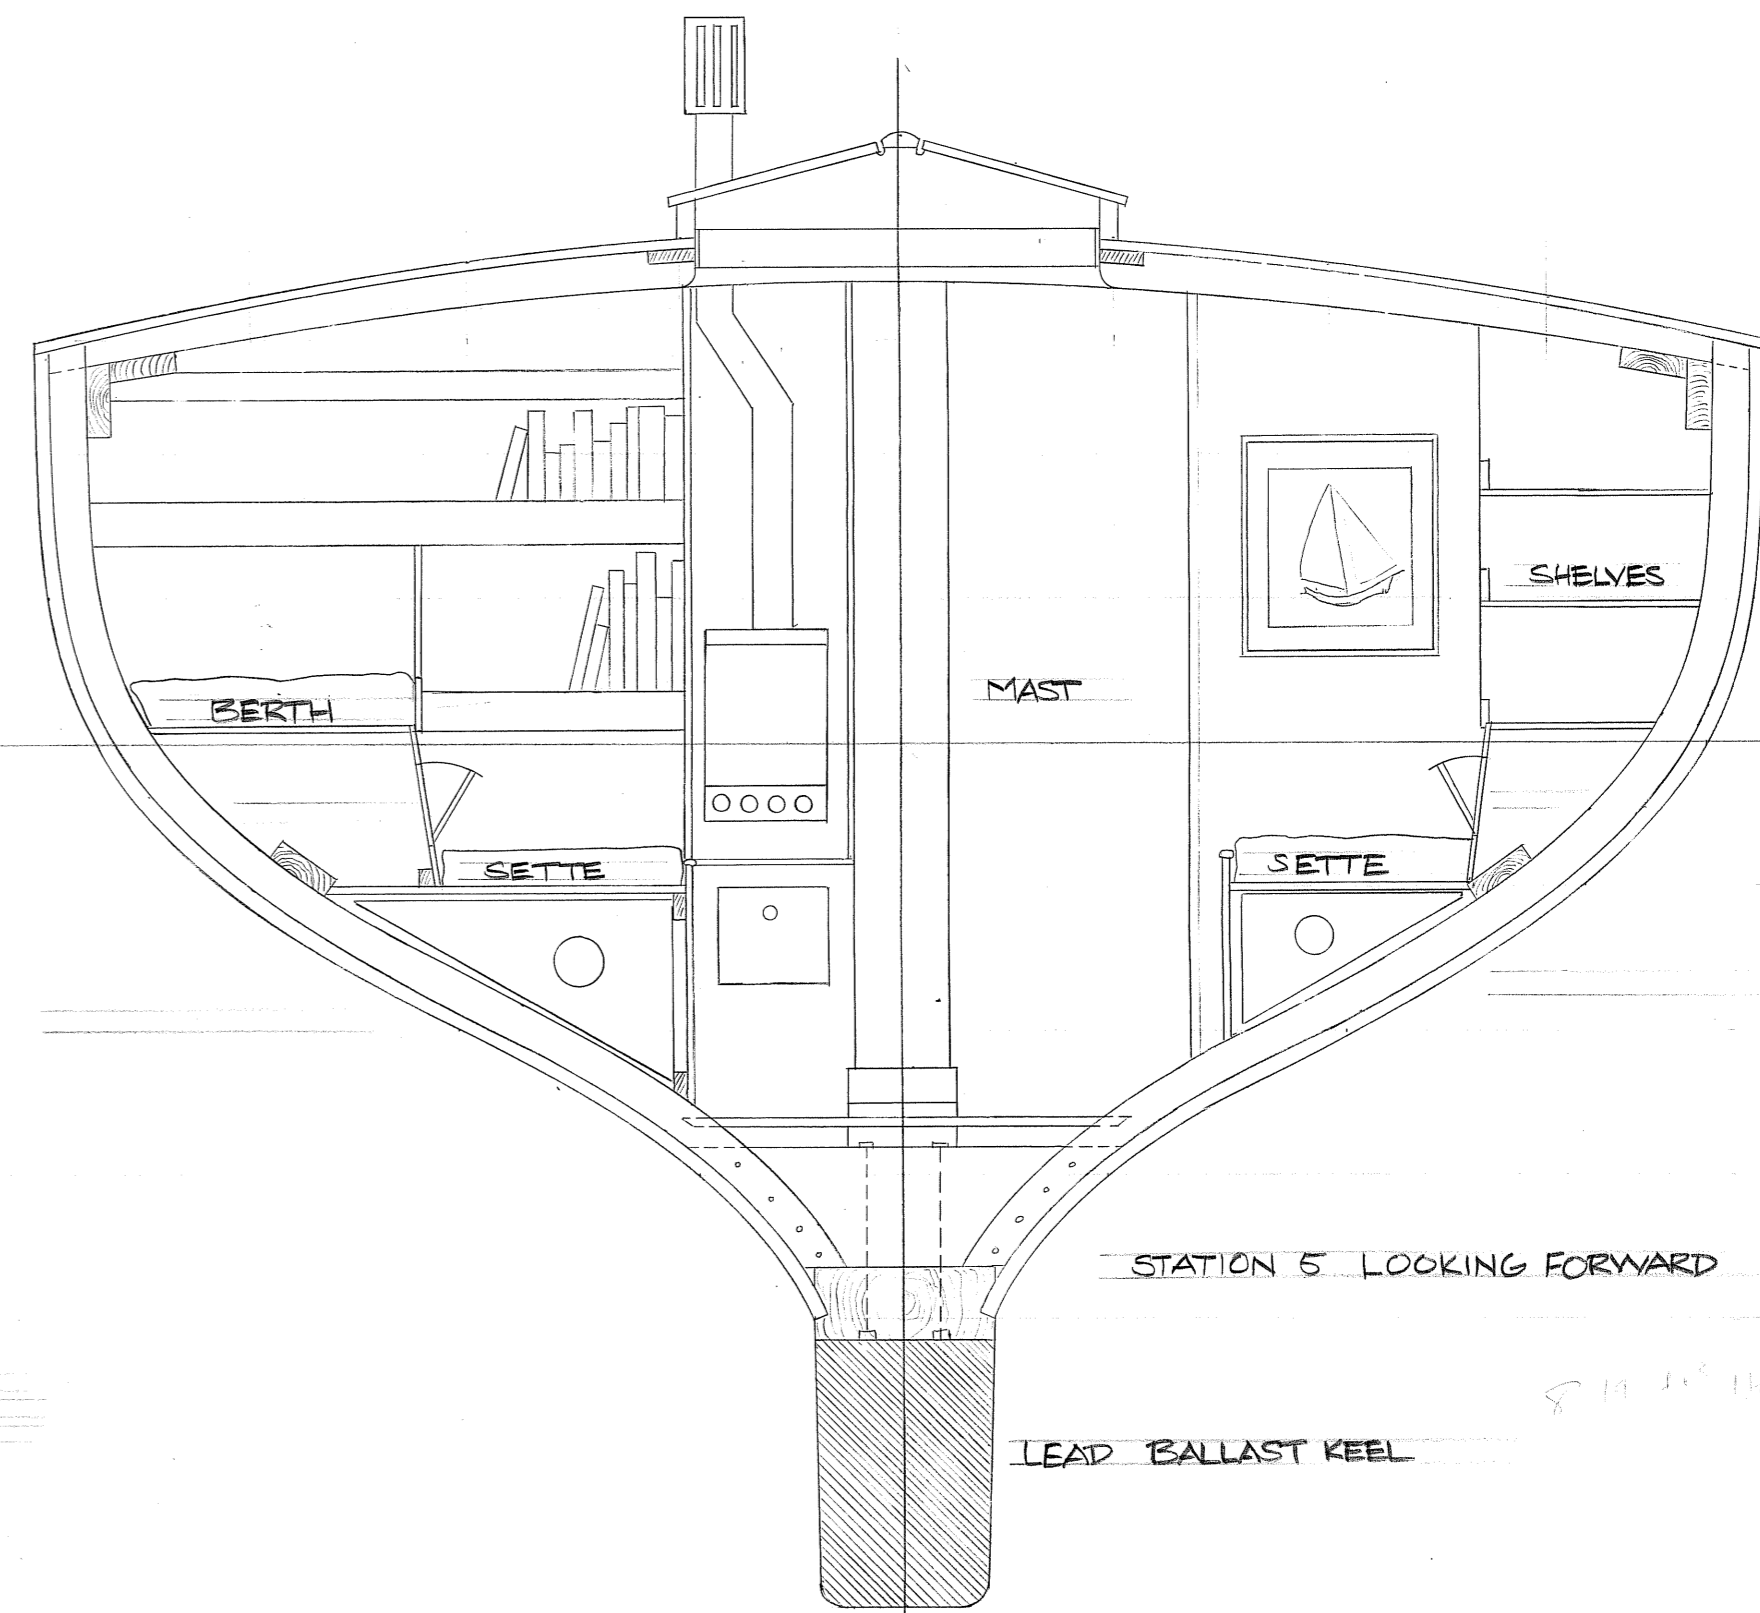 SHELVES
MAST
BERTH
SETTE
SETTE
STATION 5 LOOKING FORWARD
LEAD BALLAST KEEL